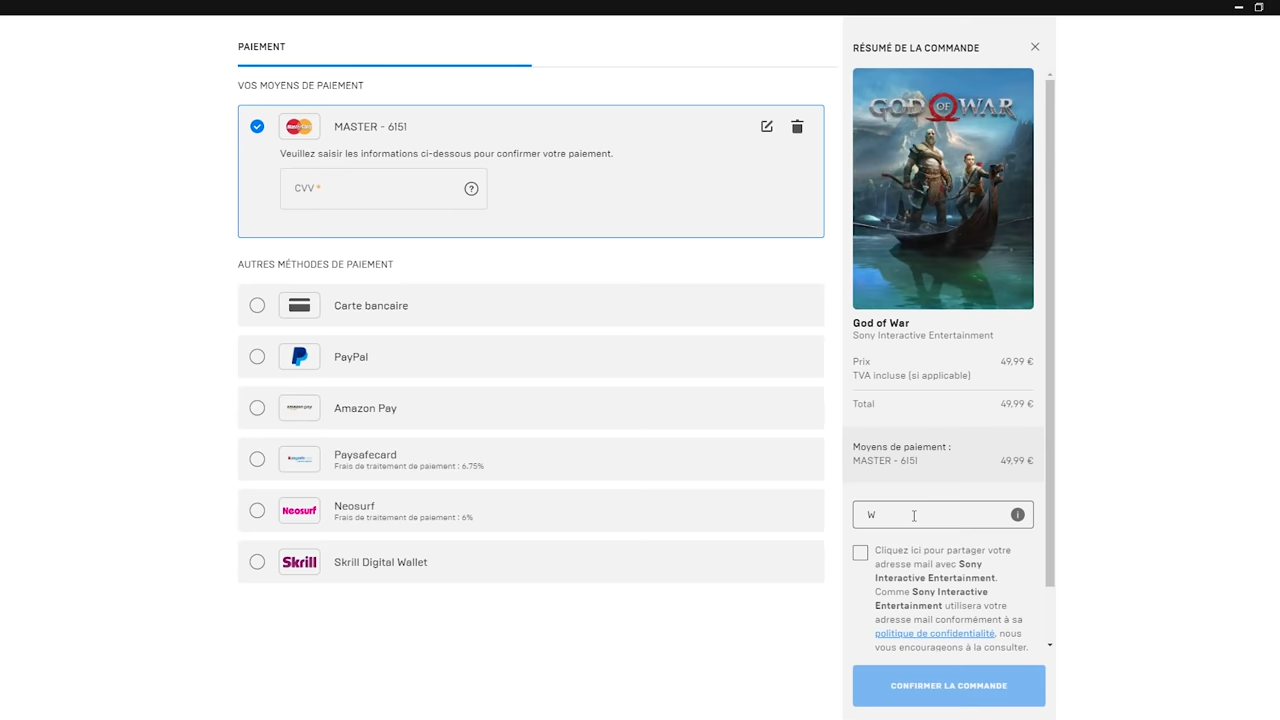 PAIEMENT
VOS MOYENS DE PAIEMENT
MasterCard
MASTER - 6151
Veuillez saisir les informations ci-dessous pour confirmer votre paiement.
CVV *
?
AUTRES MÉTHODES DE PAIEMENT
Carte bancaire
PayPal
Amazon Pay
Paysafecard
Frais de traitement de paiement : 6.75%
Neosurf
Neosurf
Frais de traitement de paiement : 6%
Skrill
Skrill Digital Wallet
RÉSUMÉ DE LA COMMANDE
GOD OF WAR
God of War
Sony Interactive Entertainment
Prix 49,99 €
TVA incluse (si applicable)
Total 49,99 €
Moyens de paiement :
MASTER - 6151 49,99 €
W
i
Cliquez ici pour partager votre
adresse mail avec Sony
Interactive Entertainment.
Comme Sony Interactive
Entertainment utilisera votre
adresse mail conformément à sa
politique de confidentialité, nous
vous encourageons à la consulter.
CONFIRMER LA COMMANDE